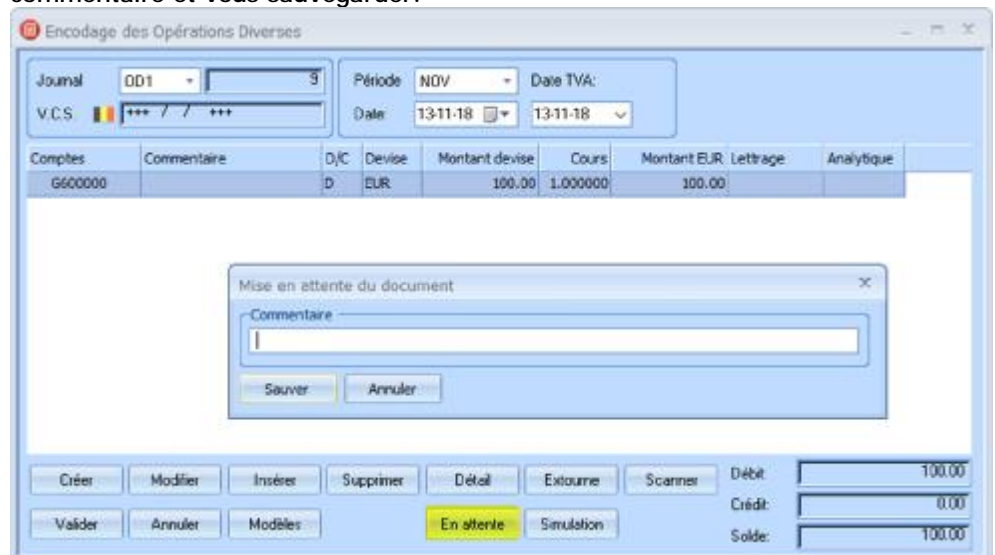 commentaire et vous sauvegarder.
Encodage des Opérations Diverses
Journal OD1 9 Période NOV Date TVA:
V.C.S. +++ / / +++ Date 13-11-18 13-11-18
Comptes Commentaire D/C Devise Montant devise Cours Montant EUR Lettrage Analytique
G600000 D EUR 100.00 1.000000 100.00
Mise en attente du document
Commentaire
Sauver Annuler
Créer Modifier Insérer Supprimer Détail Extourne Scanner Débit: 100.00
Crédit: 0.00
Valider Annuler Modèles En attente Simulation
Solde: 100.00